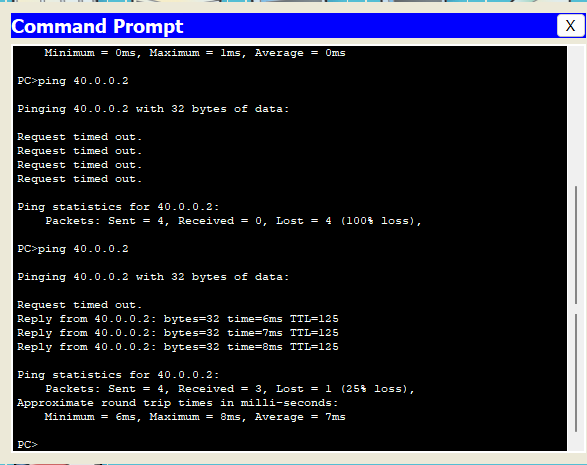 Command Prompt
X
Minimum = 0ms, Maximum = 1ms, Average = 0ms
PC>ping 40.0.0.2
Pinging 40.0.0.2 with 32 bytes of data:
Request timed out.
Request timed out.
Request timed out.
Request timed out.
Ping statistics for 40.0.0.2:
Packets: Sent = 4, Received = 0, Lost = 4 (100% loss),
PC>ping 40.0.0.2
Pinging 40.0.0.2 with 32 bytes of data:
Request timed out.
Reply from 40.0.0.2: bytes=32 time=6ms TTL=125
Reply from 40.0.0.2: bytes=32 time=7ms TTL=125
Reply from 40.0.0.2: bytes=32 time=8ms TTL=125
Ping statistics for 40.0.0.2:
Packets: Sent = 4, Received = 3, Lost = 1 (25% loss),
Approximate round trip times in milli-seconds:
Minimum = 6ms, Maximum = 8ms, Average = 7ms
PC>